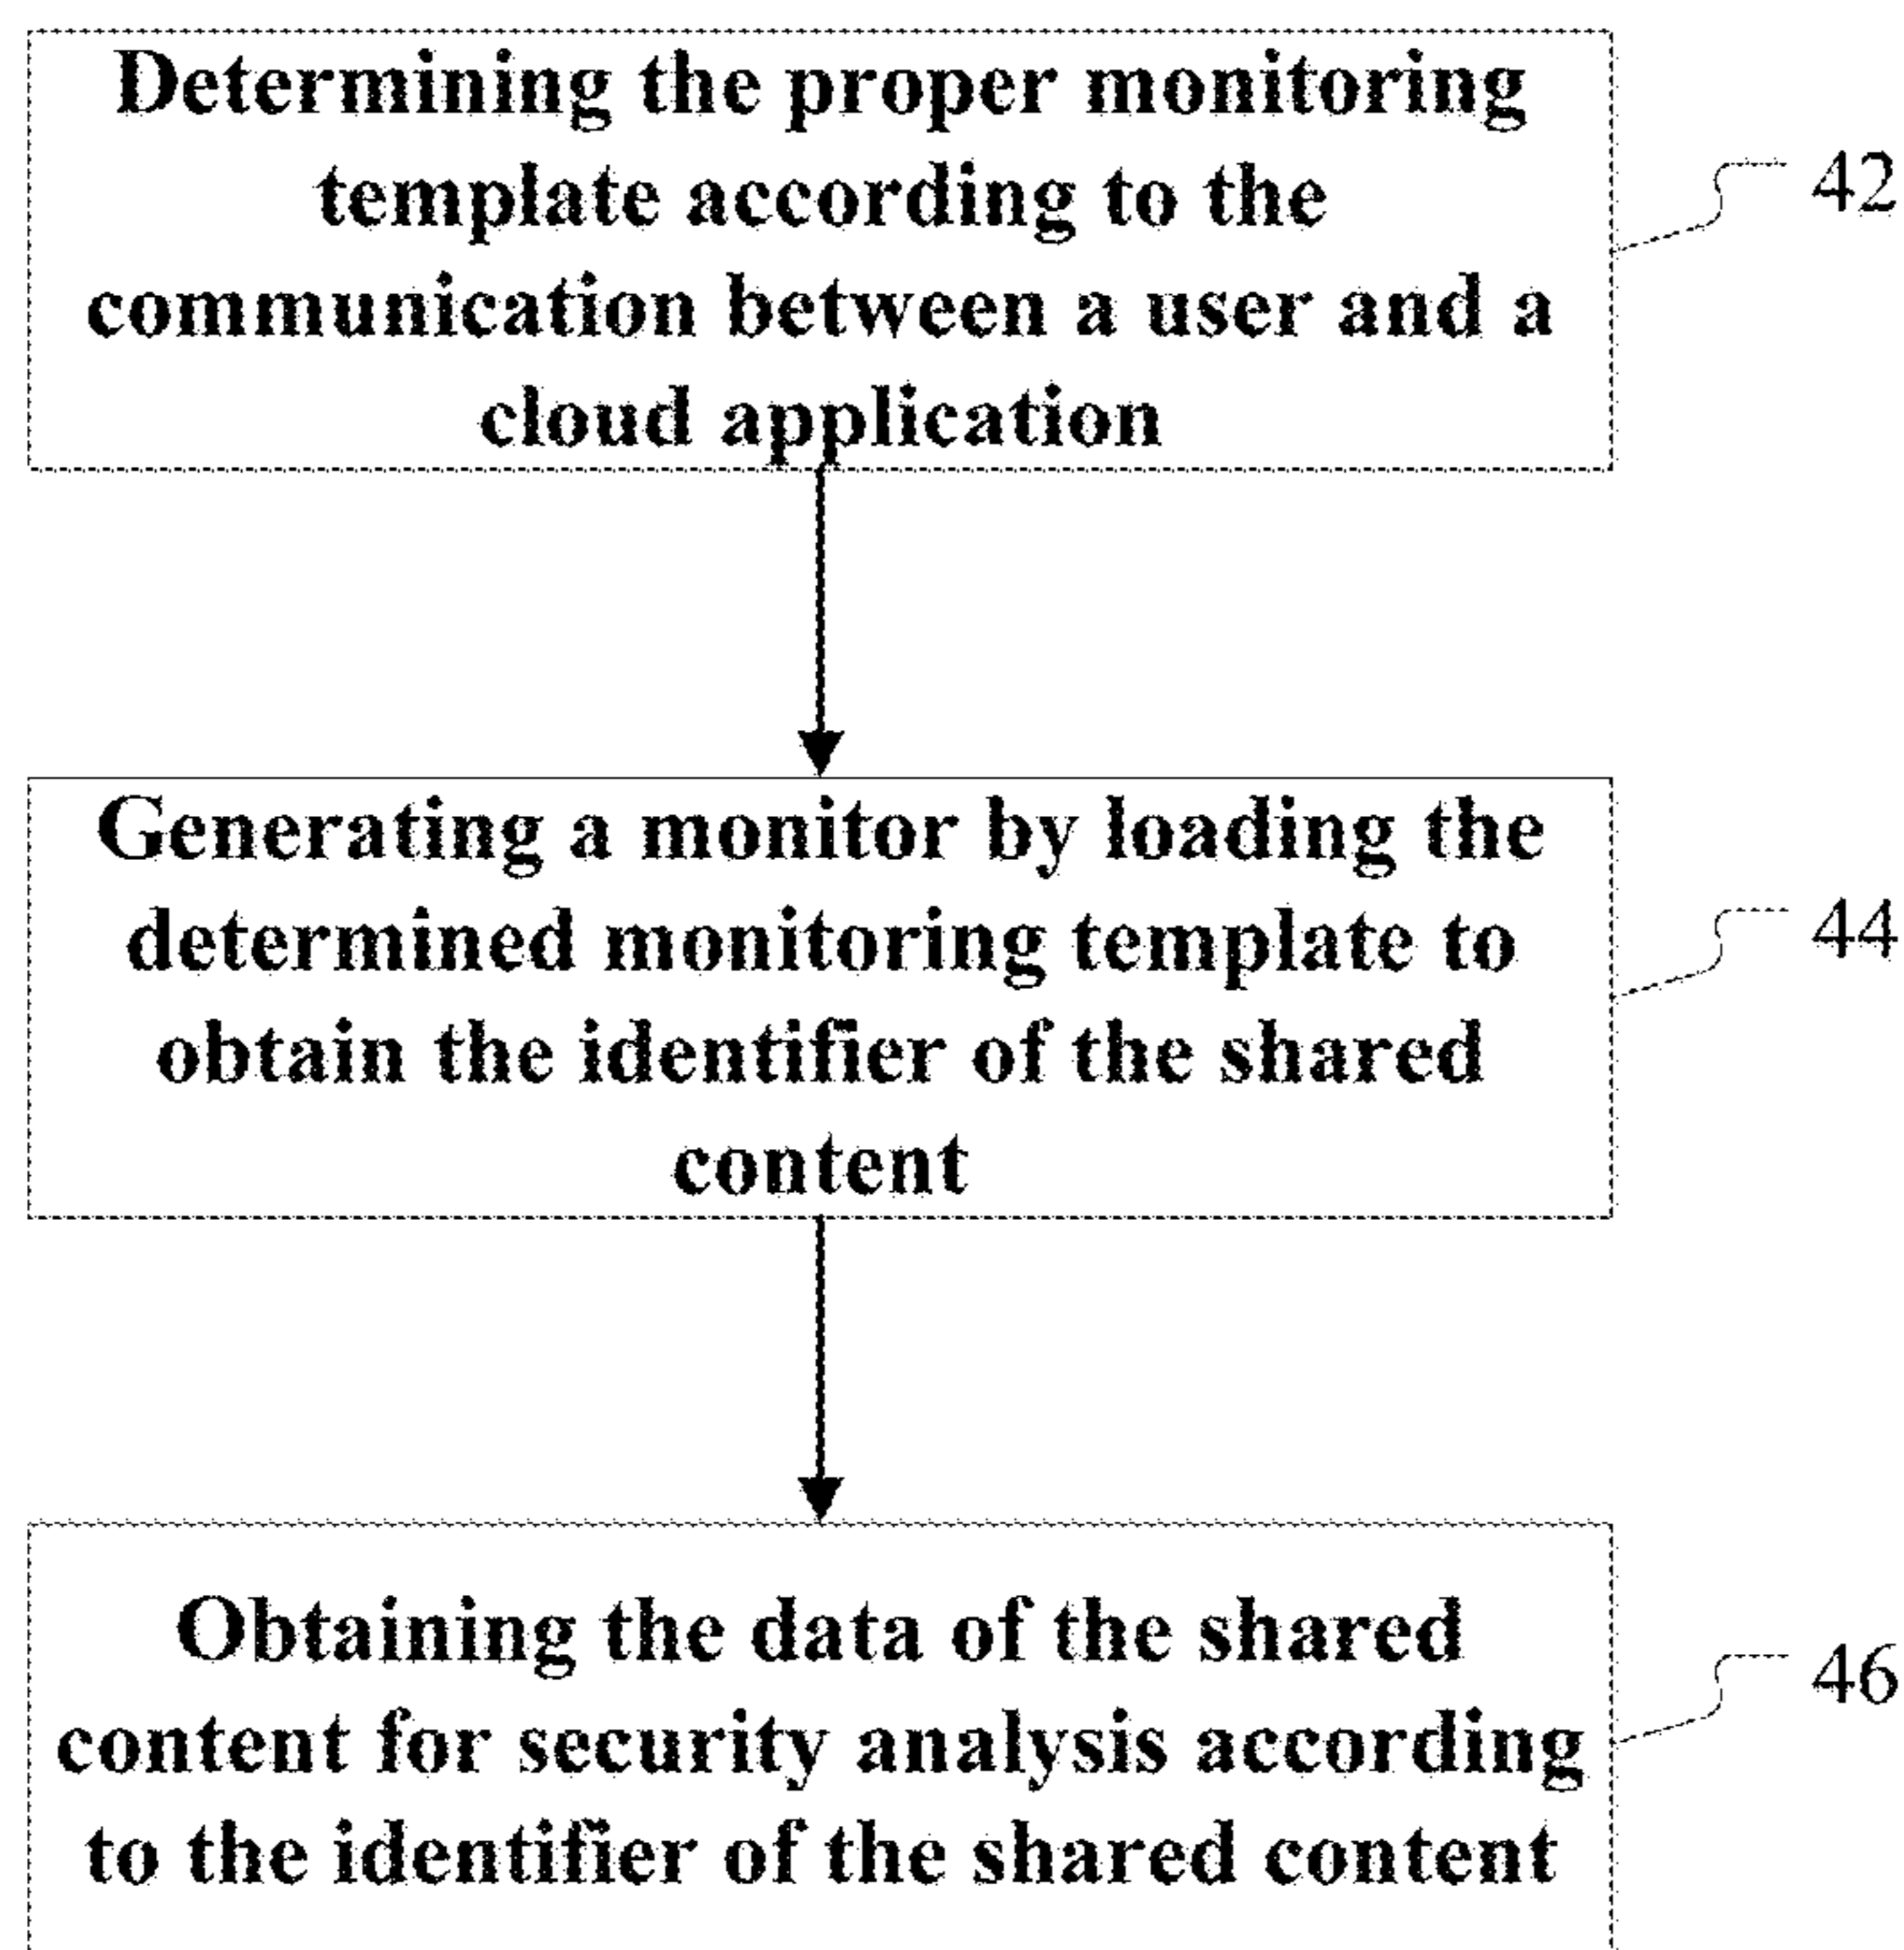 Determining the proper monitoring
template according to the
communication between a user and a
cloud application
42
Generating a monitor by loading the
determined monitoring template to
obtain the identifier of the shared
content
44
Obtaining the data of the shared
content for security analysis according
to the identifier of the shared content
46